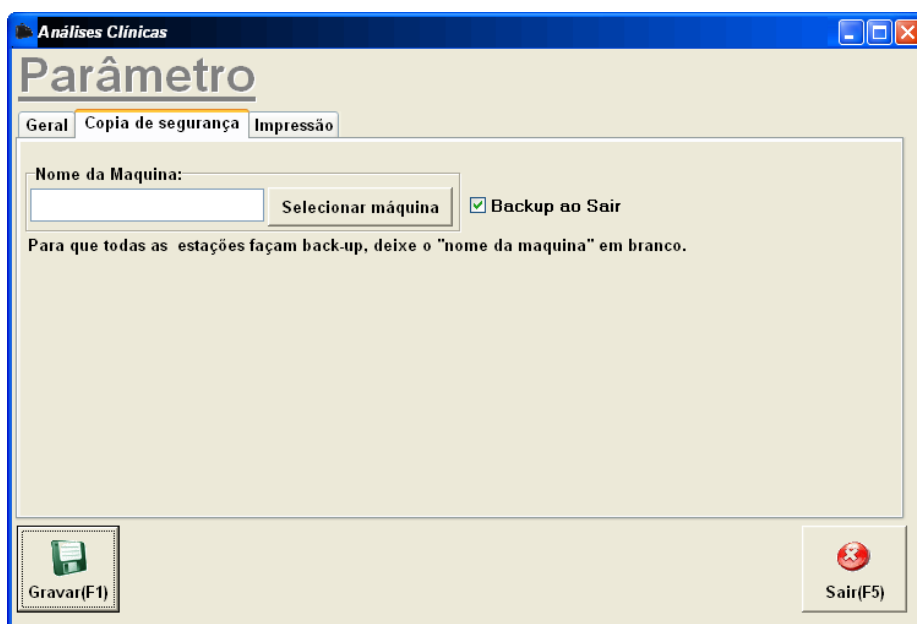 Análises Clínicas
Parâmetro
Geral Copia de segurança Impressão
Nome da Maquina:
Selecionar máquina Backup ao Sair
Para que todas as estações façam back-up, deixe o "nome da maquina" em branco.
Gravar(F1) Sair(F5)